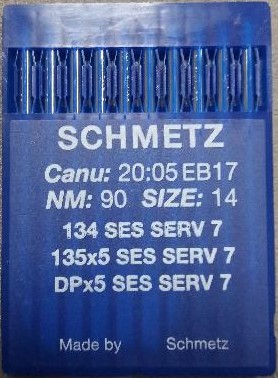 SCHMETZ
Canu: 20:05 EB17
NM: 90 SIZE: 14
134 SES SERV 7
135x5 SES SERV 7
DPx5 SES SERV 7
Made by Schmetz